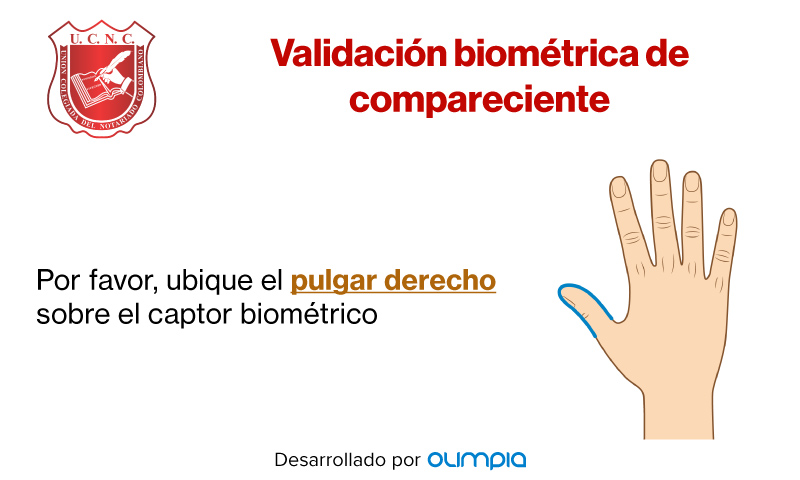 U. C. N. C.
UNION COLEGIADA DEL NOTARIADO COLOMBIANO
Validación biométrica de
compareciente
Por favor, ubique el pulgar derecho
sobre el captor biométrico
Desarrollado por OLIMPIA